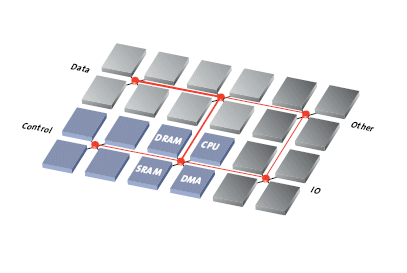 Data
Control
DRAM
CPU
SRAM
DMA
Other
IO